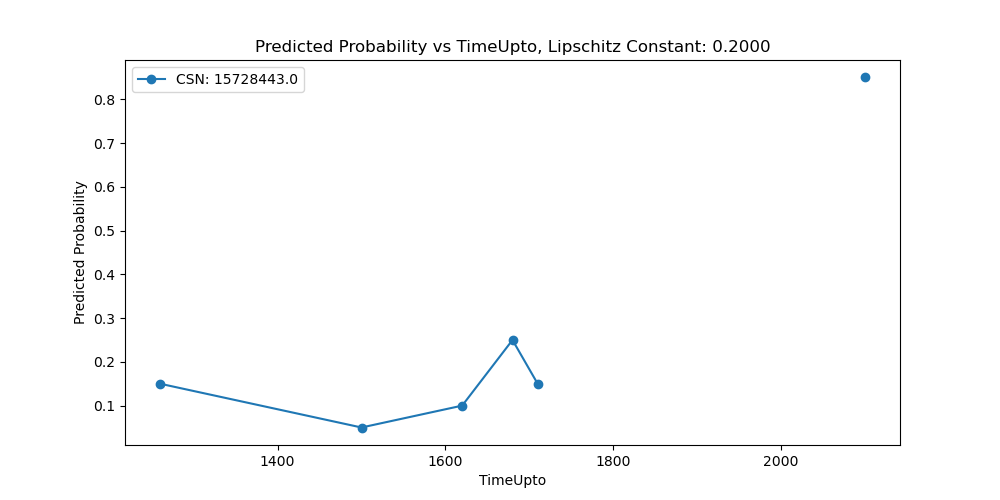 Predicted Probability vs TimeUpto, Lipschitz Constant: 0.2000
CSN: 15728443.0
Predicted Probability
0.8
0.7
0.6
0.5
0.4
0.3
0.2
0.1
1400 1600 1800 2000
TimeUpto